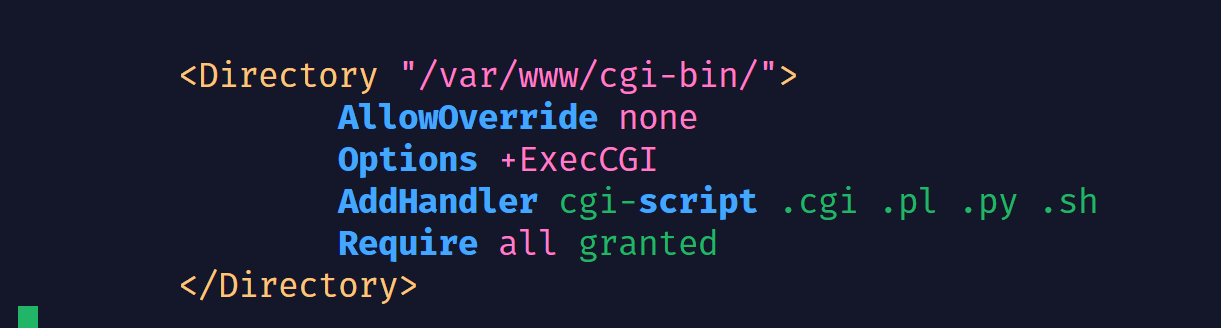 <Directory "/var/www/cgi-bin/">
AllowOverride none
Options +ExecCGI
AddHandler cgi-script .cgi .pl .py .sh
Require all granted
</Directory>